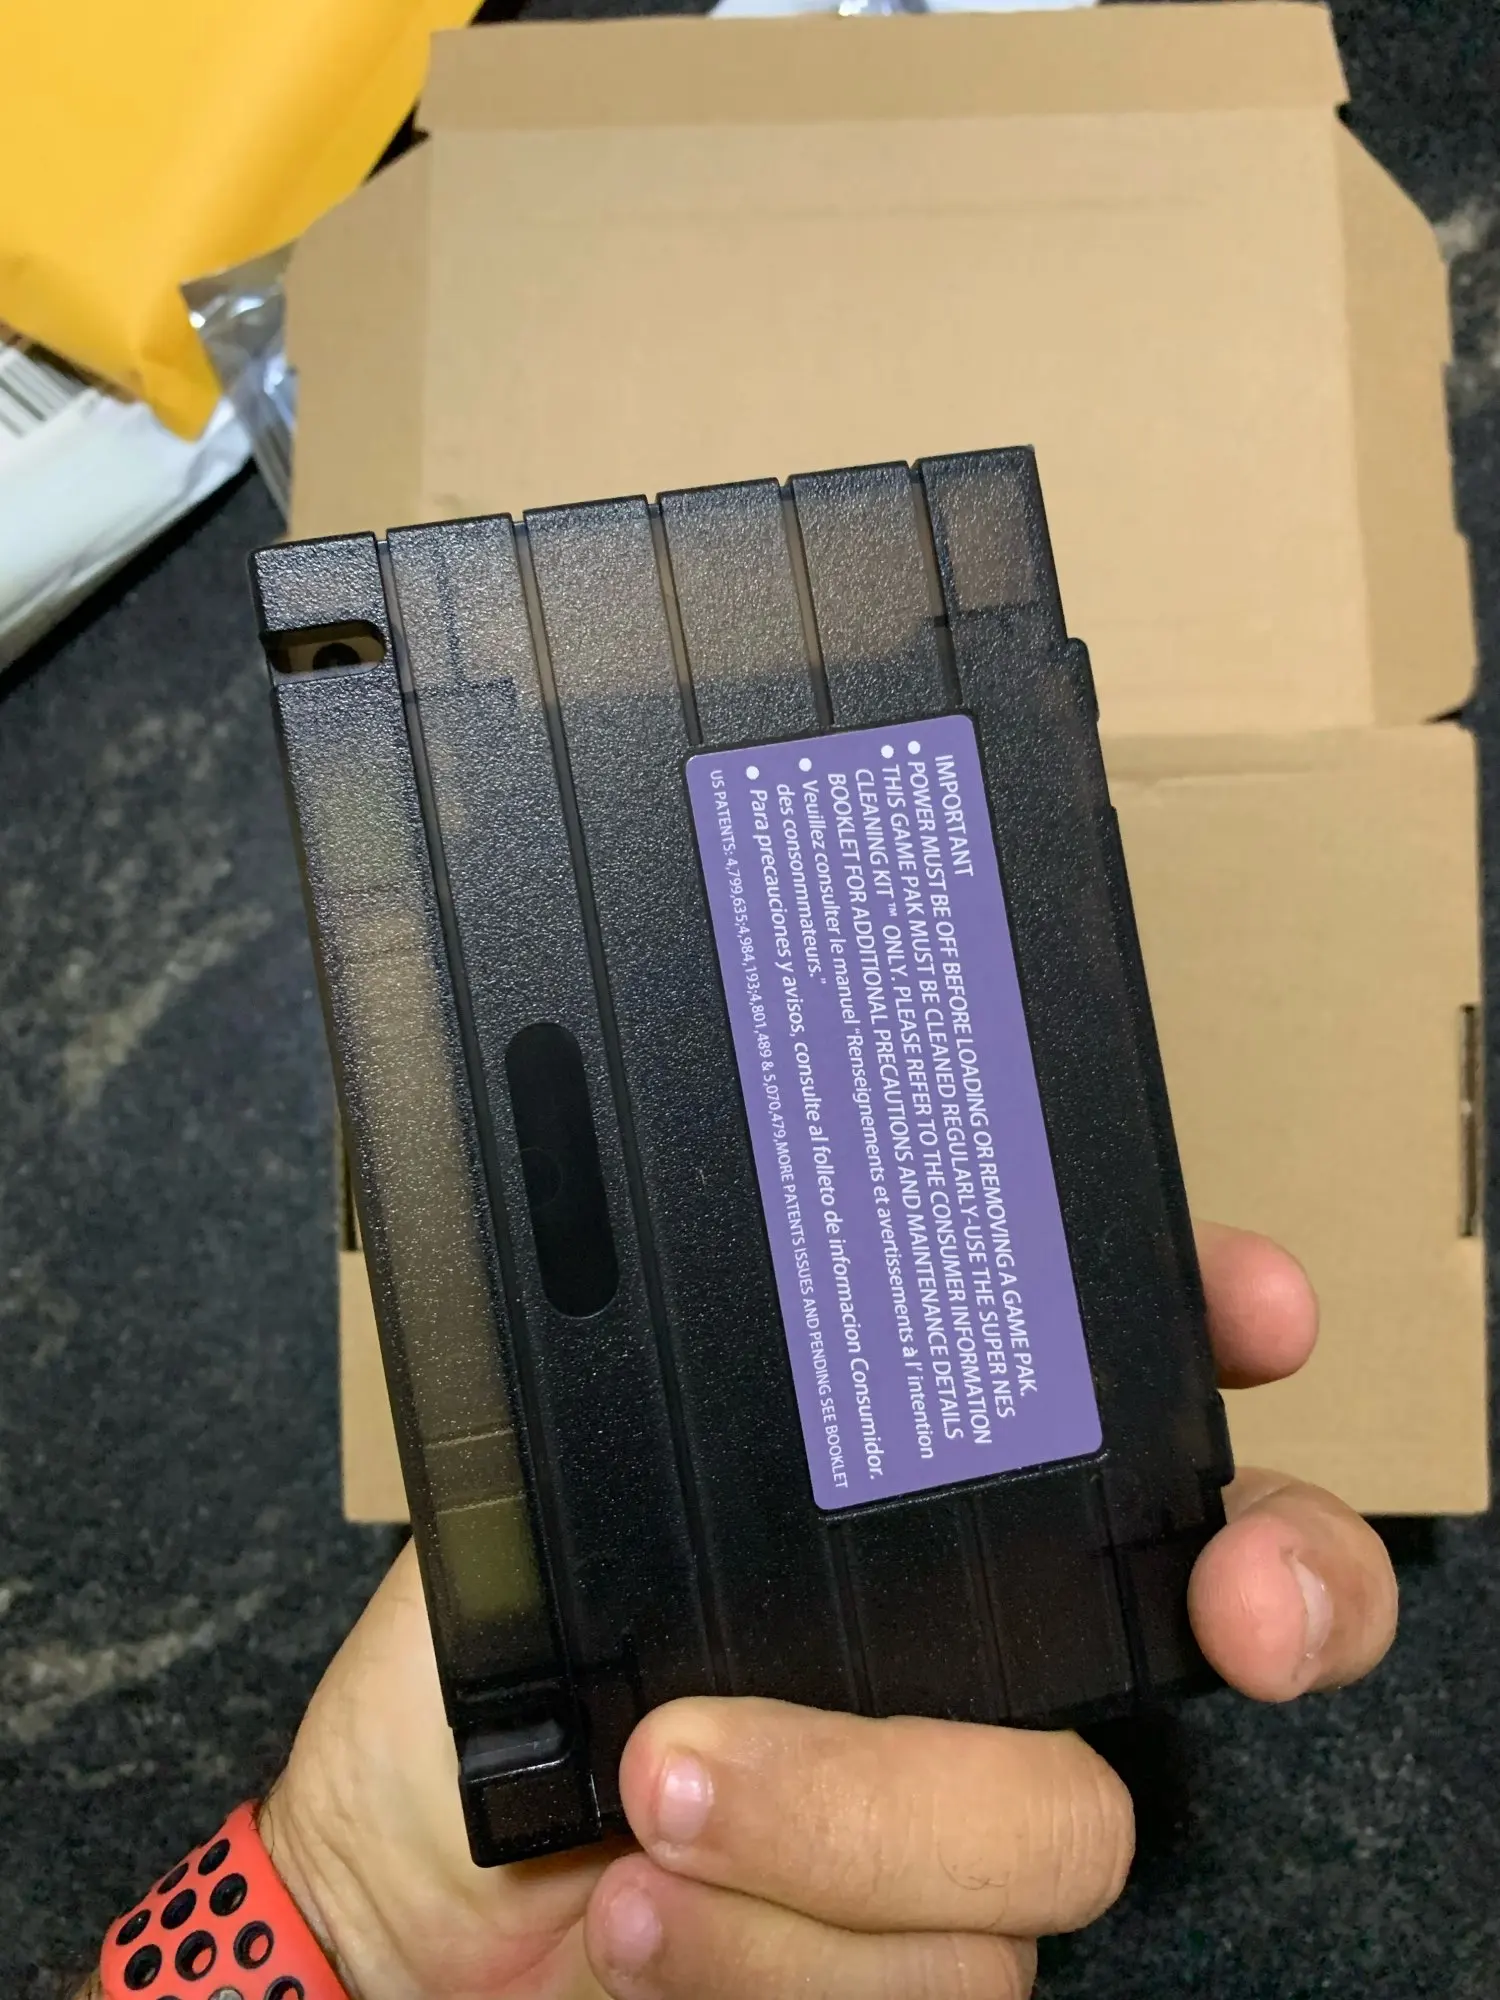 IMPORTANT
● POWER MUST BE OFF BEFORE LOADING OR REMOVING A GAME PAK.
● THIS GAME PAK MUST BE CLEANED REGULARLY-USE THE SUPER NES
CLEANING KIT™ ONLY. PLEASE REFER TO THE CONSUMER INFORMATION
BOOKLET FOR ADDITIONAL PRECAUTIONS AND MAINTENANCE DETAILS
● Veuillez consulter le manuel "Renseignements et avertissements à l' intention
des consommateurs."
● Para precauciones y avisos, consulte al folleto de informacion Consumidor.
US PATENTS: 4,799,635;4,984,193;4,801,489 & 5,070,479,MORE PATENTS ISSUES AND PENDING SEE BOOKLET